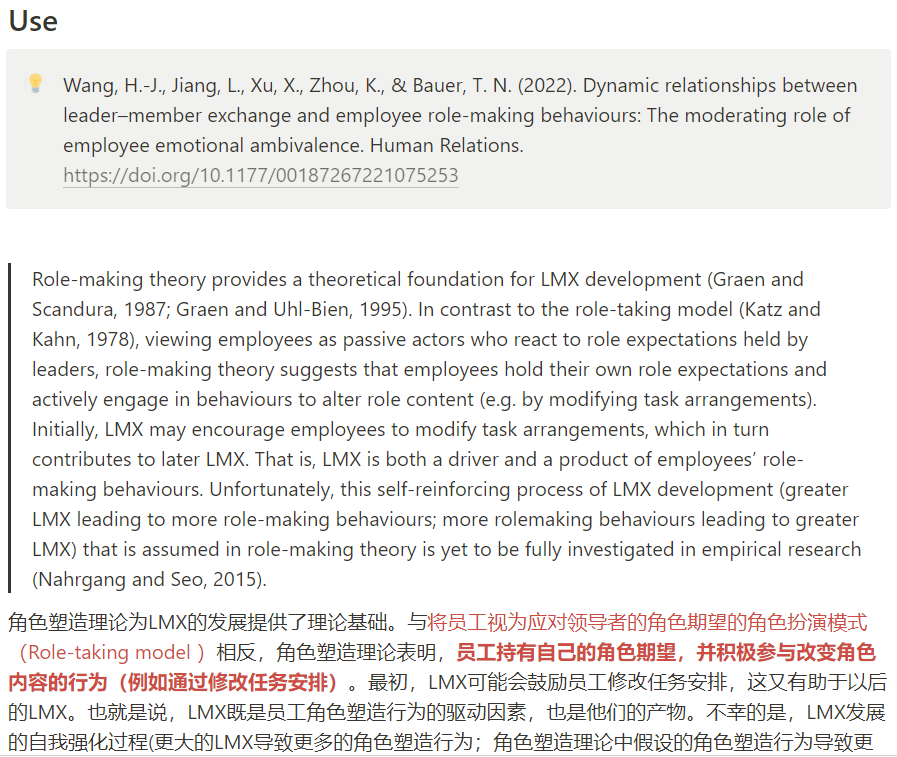 Use
Wang, H.-J., Jiang, L., Xu, X., Zhou, K., & Bauer, T. N. (2022). Dynamic relationships between
leader–member exchange and employee role-making behaviours: The moderating role of
employee emotional ambivalence. Human Relations.
https://doi.org/10.1177/00187267221075253
Role-making theory provides a theoretical foundation for LMX development (Graen and
Scandura, 1987; Graen and Uhl-Bien, 1995). In contrast to the role-taking model (Katz and
Kahn, 1978), viewing employees as passive actors who react to role expectations held by
leaders, role-making theory suggests that employees hold their own role expectations and
actively engage in behaviours to alter role content (e.g. by modifying task arrangements).
Initially, LMX may encourage employees to modify task arrangements, which in turn
contributes to later LMX. That is, LMX is both a driver and a product of employees’ role-
making behaviours. Unfortunately, this self-reinforcing process of LMX development (greater
LMX leading to more role-making behaviours; more rolemaking behaviours leading to greater
LMX) that is assumed in role-making theory is yet to be fully investigated in empirical research
(Nahrgang and Seo, 2015).
角色塑造理论为LMX的发展提供了理论基础。与将员工视为应对领导者的角色期望的角色扮演模式
（Role-taking model ）相反，角色塑造理论表明，员工持有自己的角色期望，并积极参与改变角色
内容的行为（例如通过修改任务安排）。最初，LMX可能会鼓励员工修改任务安排，这又有助于以后
的LMX。也就是说，LMX既是员工角色塑造行为的驱动因素，也是他们的产物。不幸的是，LMX发展
的自我强化过程(更大的LMX导致更多的角色塑造行为；角色塑造理论中假设的角色塑造行为导致更